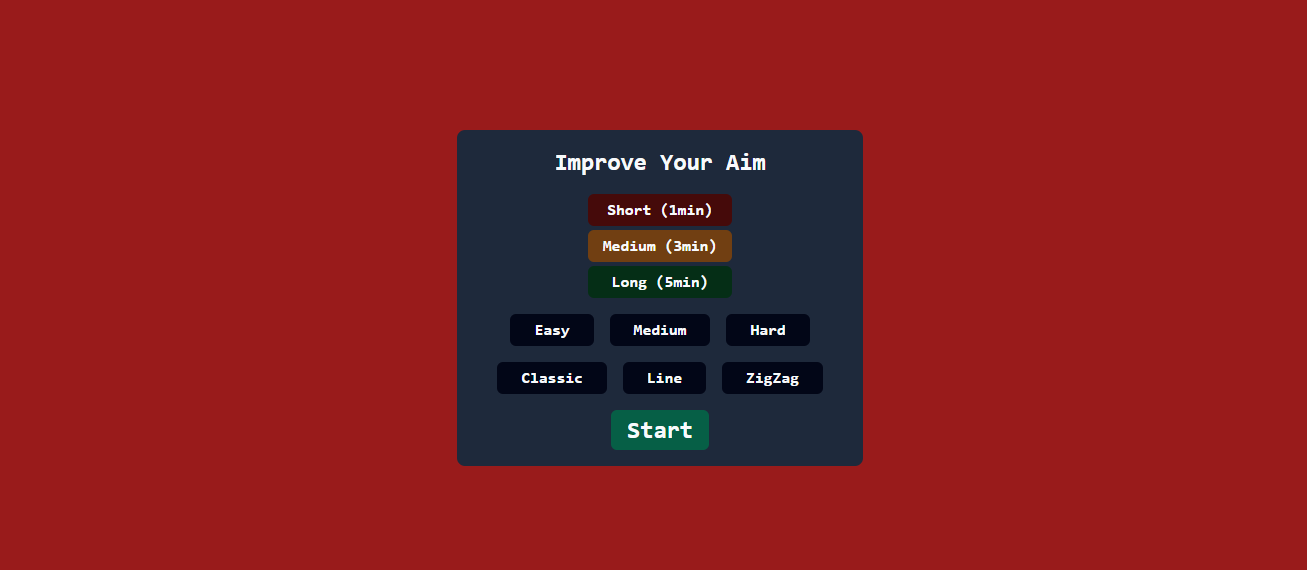 Improve Your Aim
Short (1min)
Medium (3min)
Long (5min)
Easy Medium Hard
Classic Line ZigZag
Start